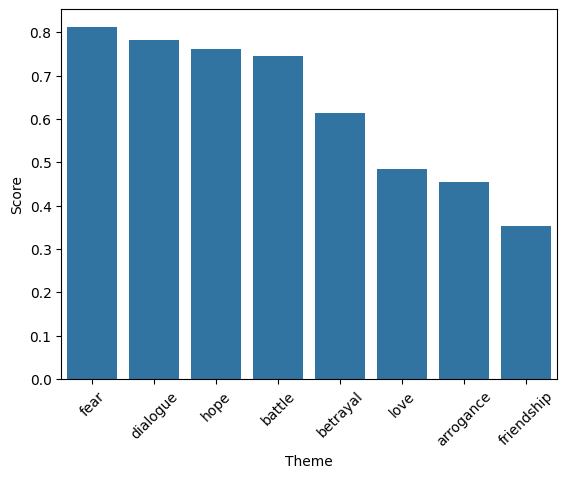 0.8
0.7
0.6
0.5
0.4
0.3
0.2
0.1
0.0
Score
fear
dialogue
hope
battle
betrayal
love
arrogance
friendship
Theme